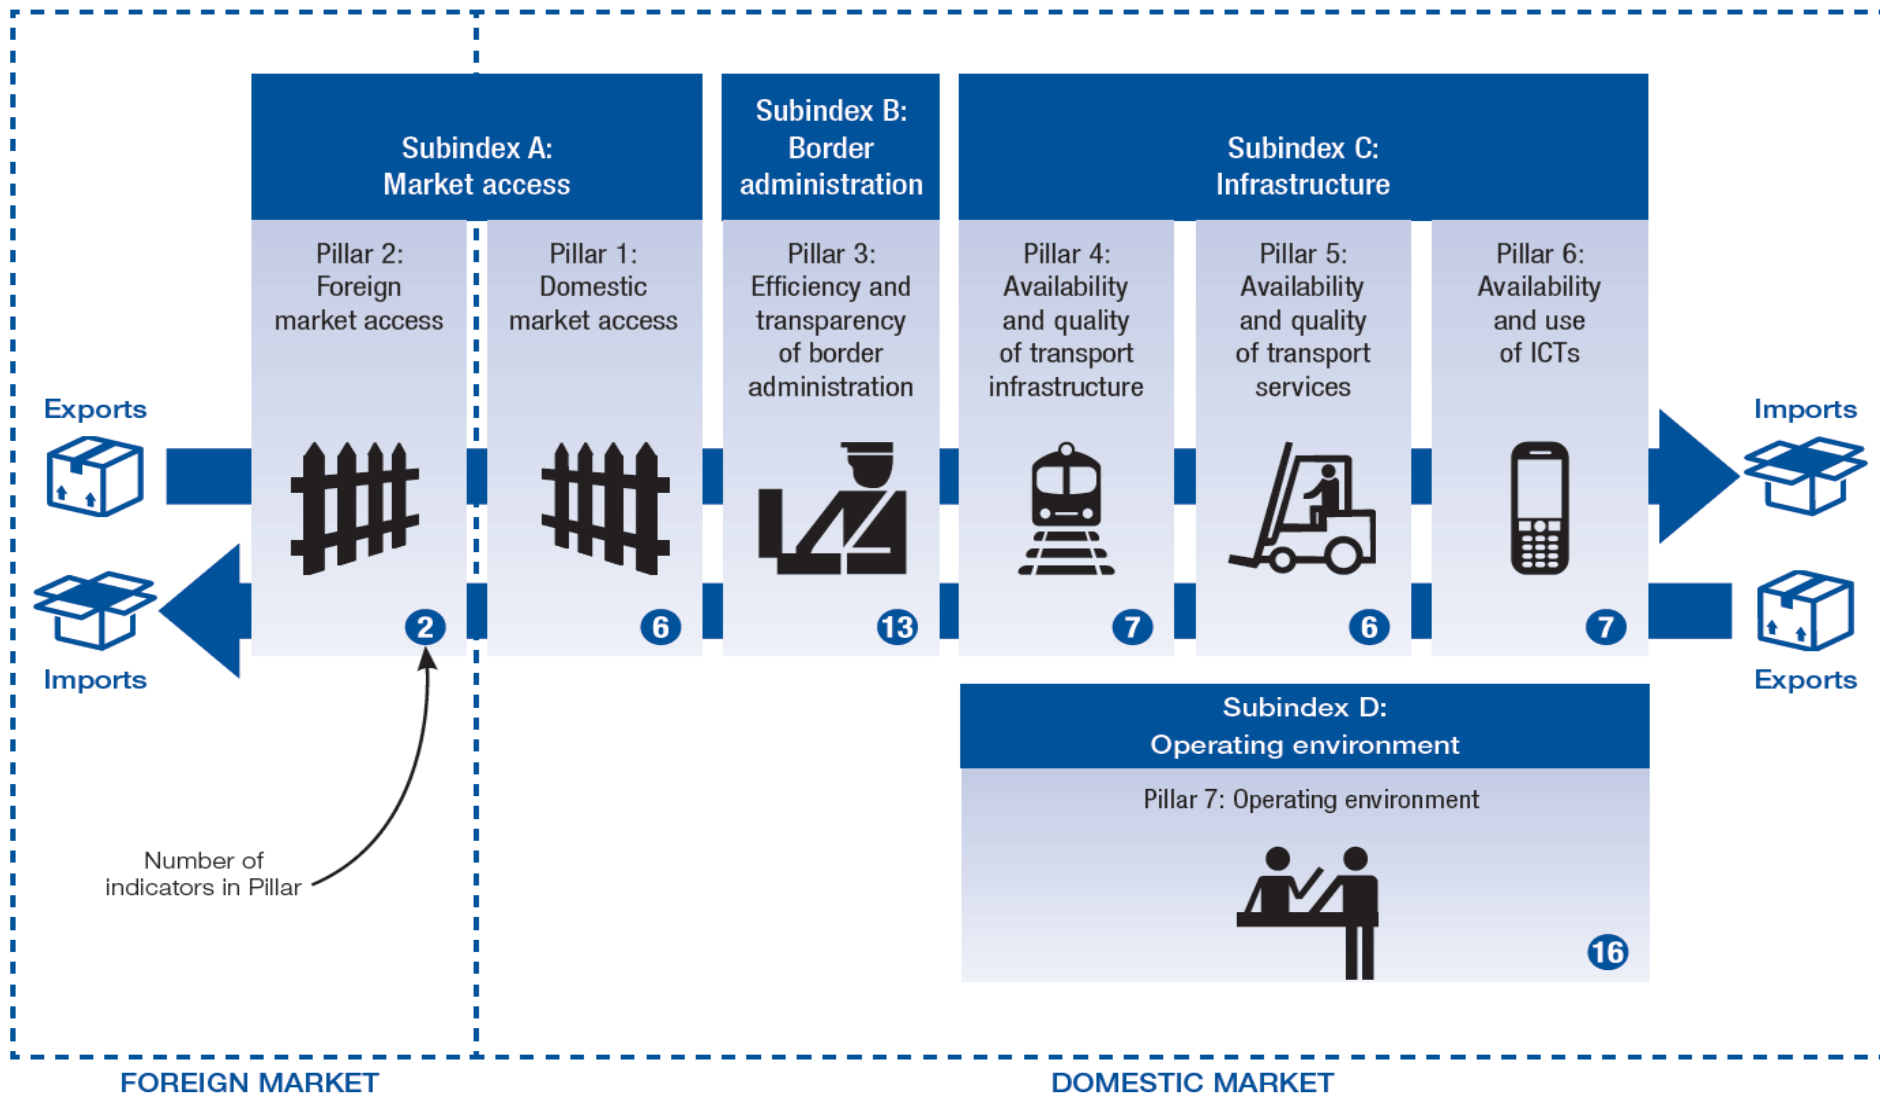 Subindex A:
Market access
Subindex B:
Border
administration
Subindex C:
Infrastructure
Pillar 2:
Foreign
market access
Pillar 1:
Domestic
market access
Pillar 3:
Efficiency and
transparency
of border
administration
Pillar 4:
Availability
and quality
of transport
infrastructure
Pillar 5:
Availability
and quality
of transport
services
Pillar 6:
Availability
and use
of ICTs
Exports
Imports
Imports
Exports
2
6
13
7
6
7
Subindex D:
Operating environment
Pillar 7: Operating environment
16
Number of
indicators in Pillar
FOREIGN MARKET
DOMESTIC MARKET